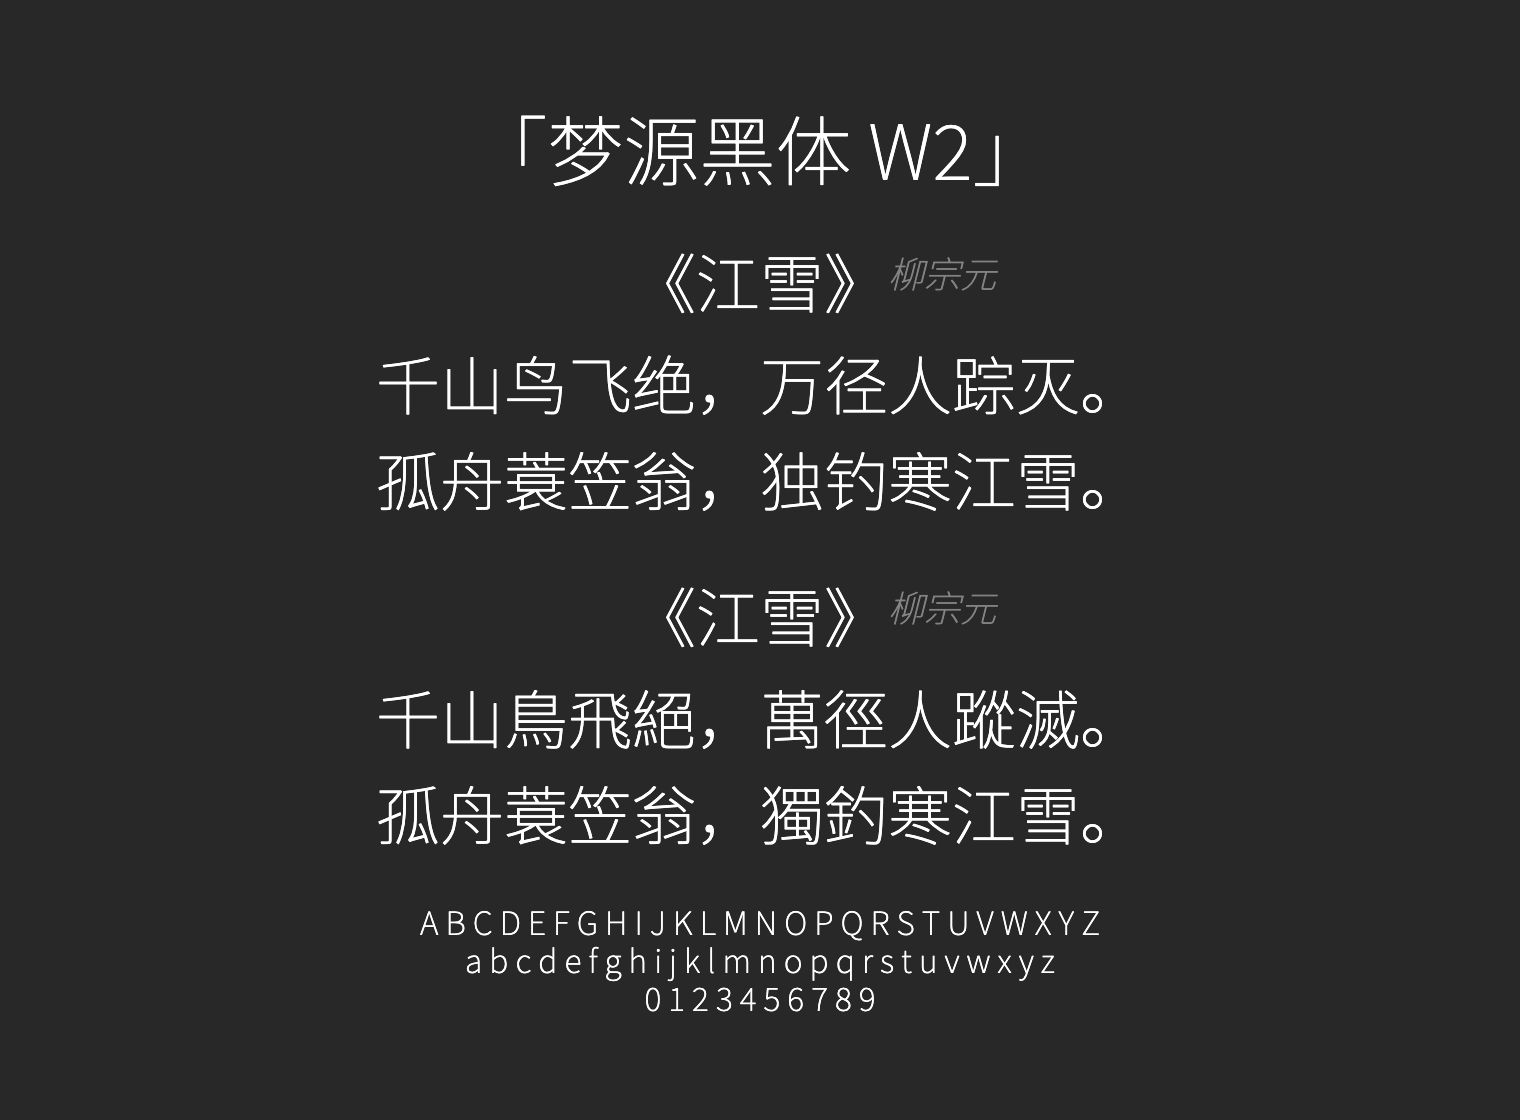 「梦源黑体 W2」
《江雪》 柳宗元
千山鸟飞绝，万径人踪灭。
孤舟蓑笠翁，独钓寒江雪。
《江雪》 柳宗元
千山鳥飛絕，萬徑人蹤滅。
孤舟蓑笠翁，獨釣寒江雪。
ABCDEFGHIJKLMNOPQRSTUVWXYZ
abcdefghijklmnopqrstuvwxyz
0123456789